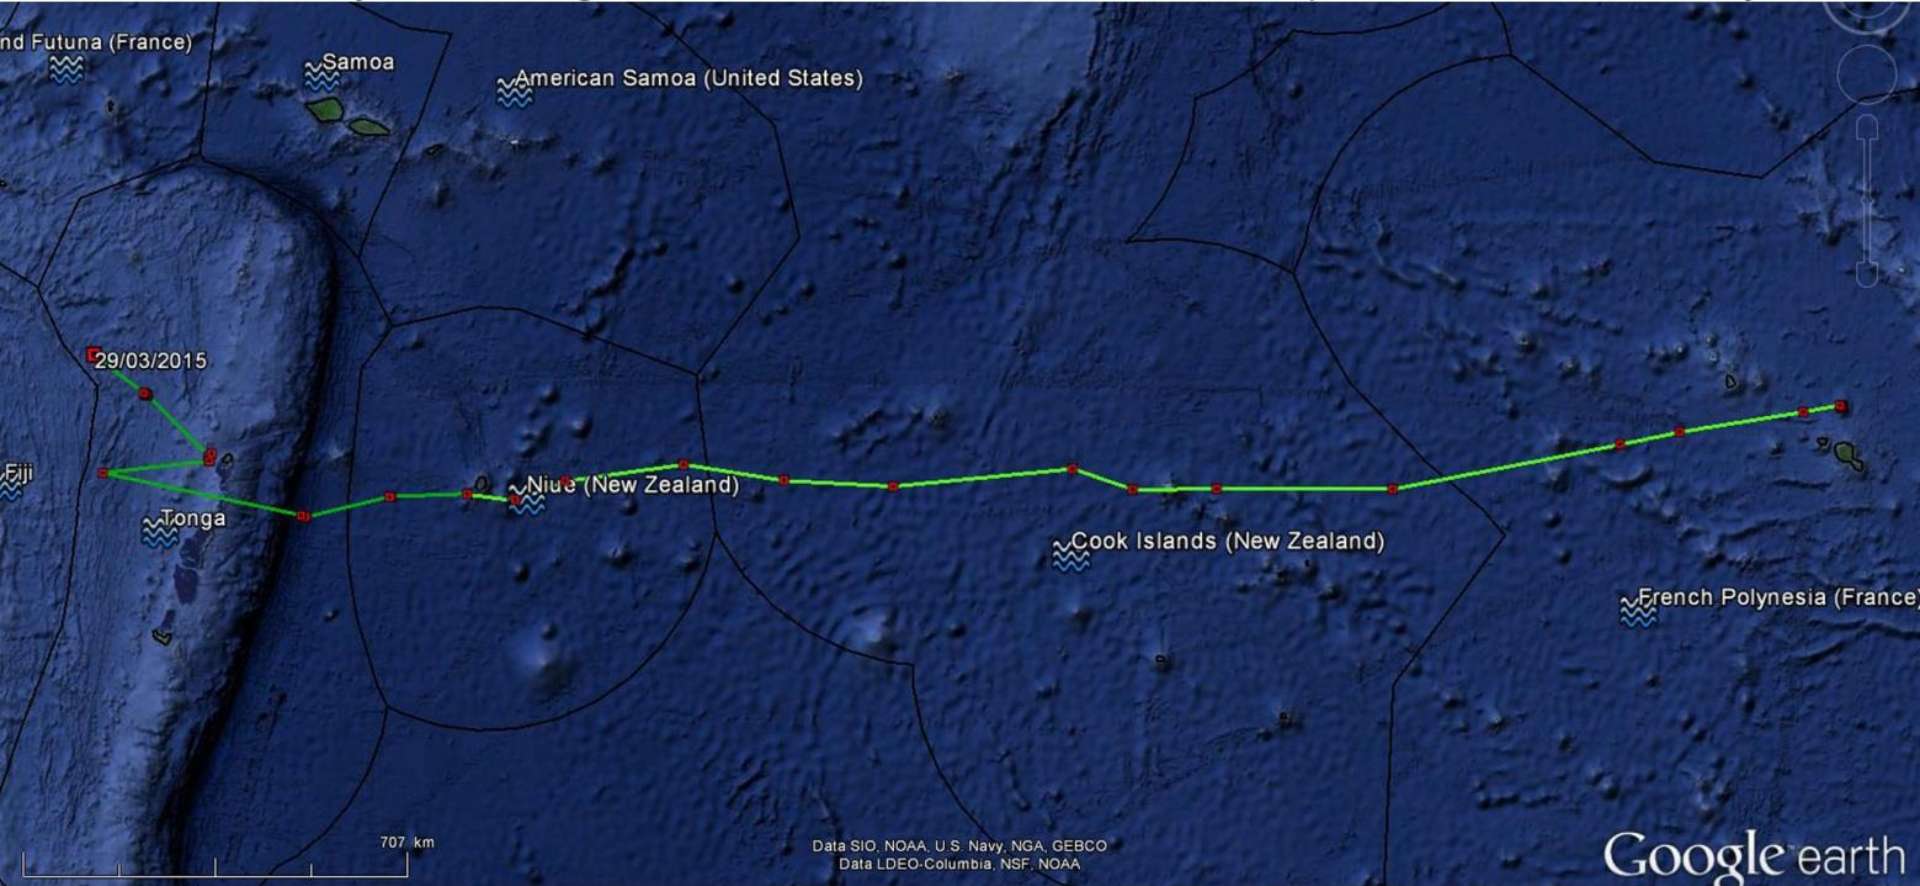 nd Futuna (France)
Samoa
American Samoa (United States)
29/03/2015
Fiji
Niue (New Zealand)
Tonga
Cook Islands (New Zealand)
French Polynesia (France)
707 km
Data SIO, NOAA, U.S. Navy, NGA, GEBCO
Data LDEO-Columbia, NSF, NOAA
Google earth